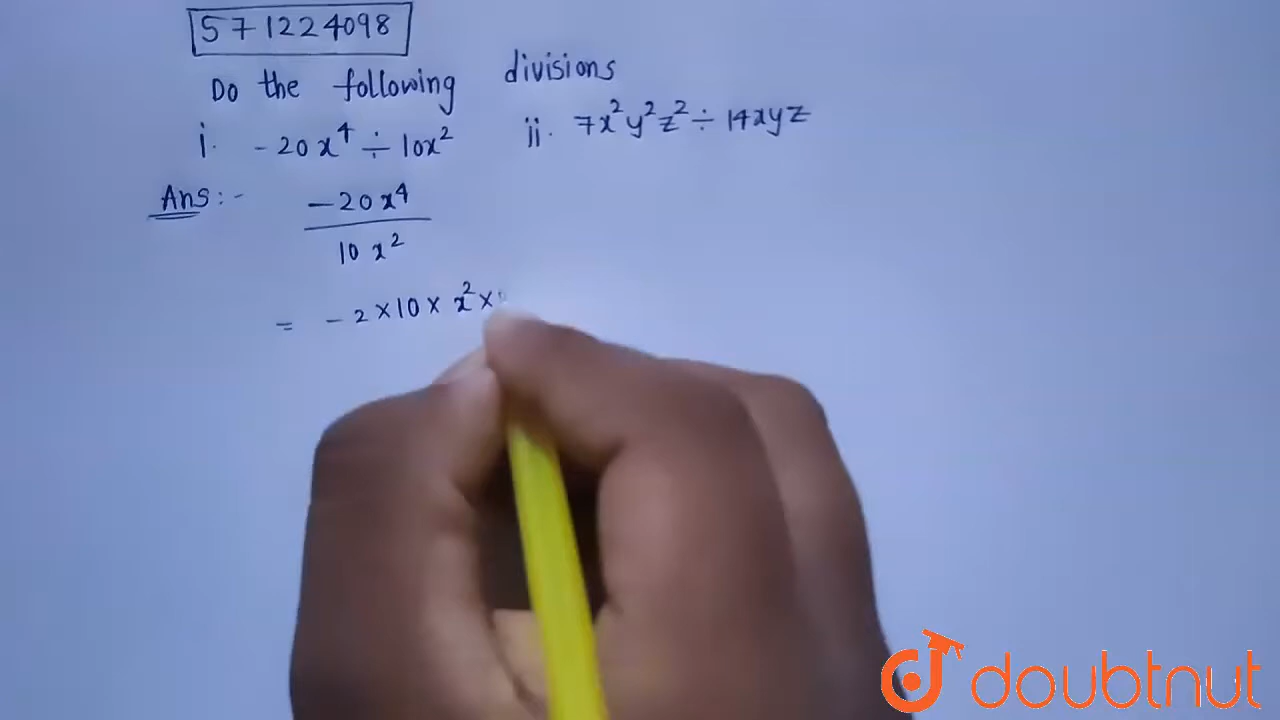 571224098
Do the following divisions
i. -20x⁴ ÷ 10x² ii. 7x²y²z² ÷ 14xyz
Ans:- -20x⁴
10x²
= -2×10×x²×
doubtnut